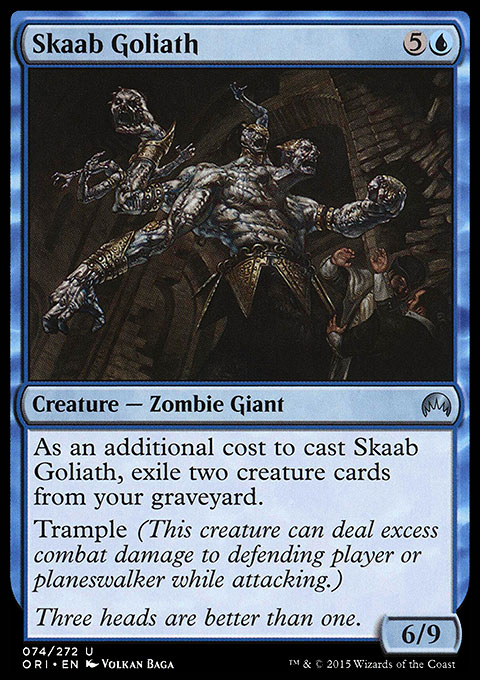 Skaab Goliath 5
Creature — Zombie Giant
As an additional cost to cast Skaab
Goliath, exile two creature cards
from your graveyard.
Trample (This creature can deal excess
combat damage to defending player or
planeswalker while attacking.)
Three heads are better than one.
6/9
074/272 U
ORI • EN VOLKAN BAGA ™ & © 2015 Wizards of the Coast